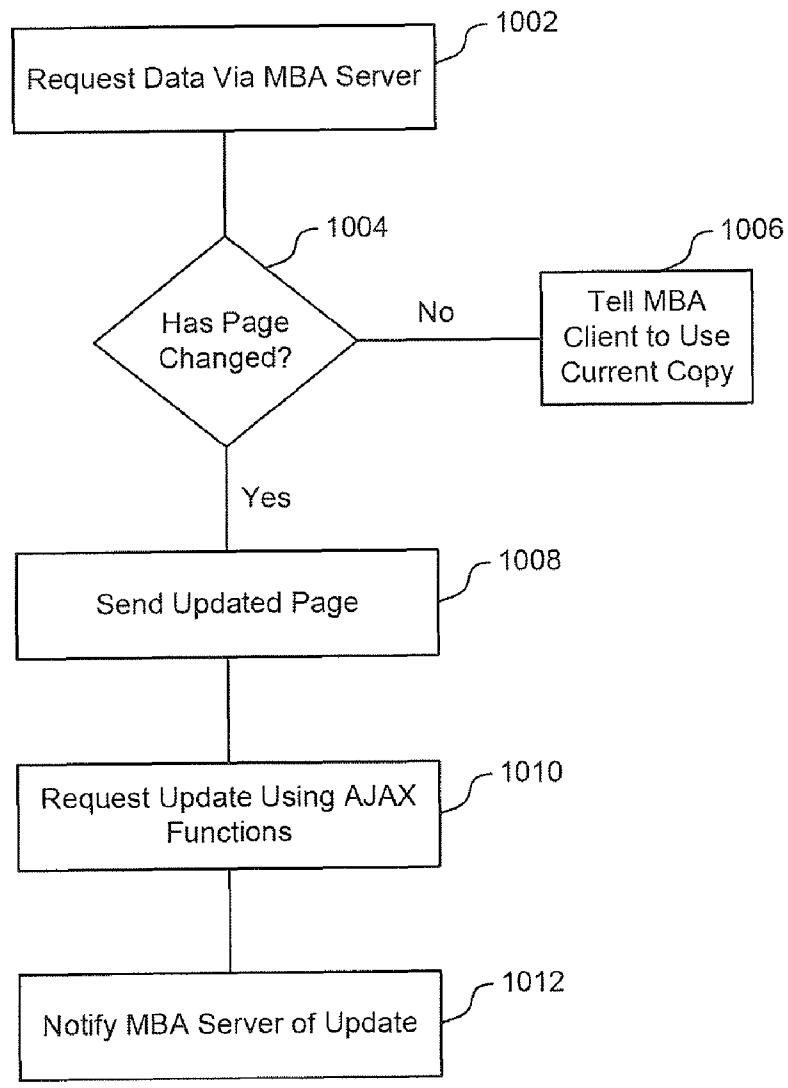 1002
Request Data Via MBA Server
1004
1006
Has Page
Changed?
No
Tell MBA
Client to Use
Current Copy
Yes
1008
Send Updated Page
1010
Request Update Using AJAX
Functions
1012
Notify MBA Server of Update